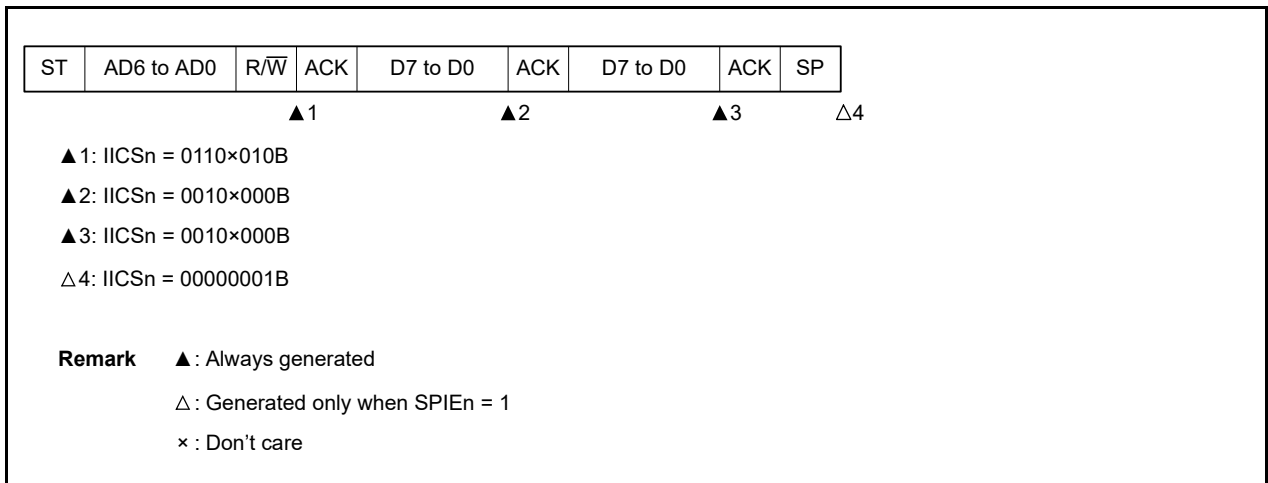 ST AD6 to AD0 R/W̅ ACK D7 to D0 ACK D7 to D0 ACK SP
▲1 ▲2 ▲3 △4
▲1: IICSn = 0110×010B
▲2: IICSn = 0010×000B
▲3: IICSn = 0010×000B
△4: IICSn = 00000001B
Remark ▲: Always generated
△: Generated only when SPIEn = 1
×: Don't care